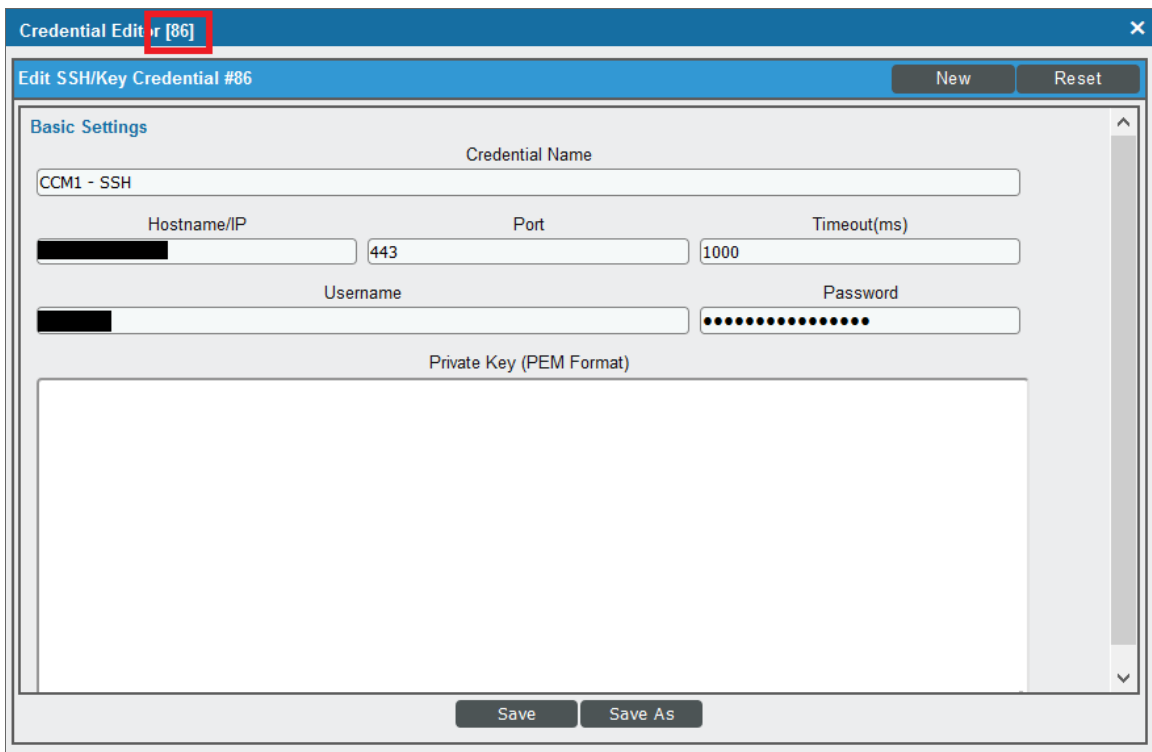 Credential Editor [86]
Edit SSH/Key Credential #86 New Reset
Basic Settings
Credential Name
CCM1 - SSH
Hostname/IP Port Timeout(ms)
443 1000
Username Password
●●●●●●●●●●●●●●●●
Private Key (PEM Format)
Save Save As